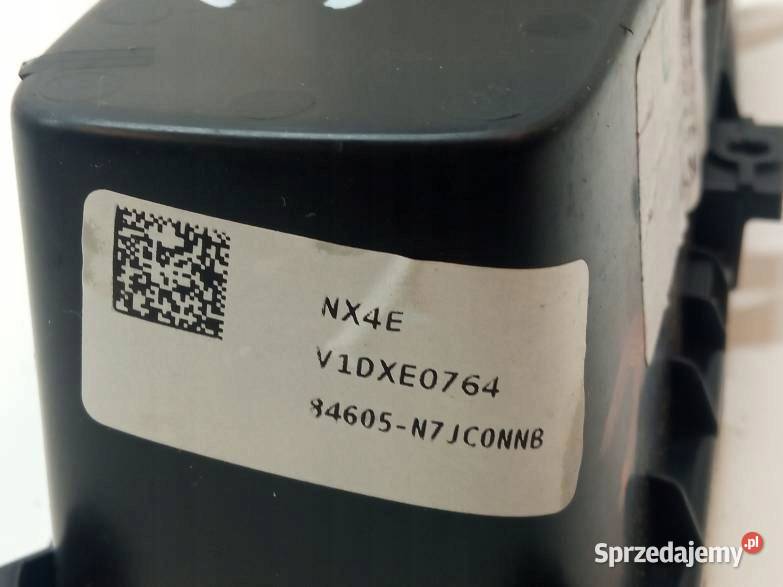 NX4E
V1DXE0764
84605-N7JC0NNB
Sprzedajemy.pl